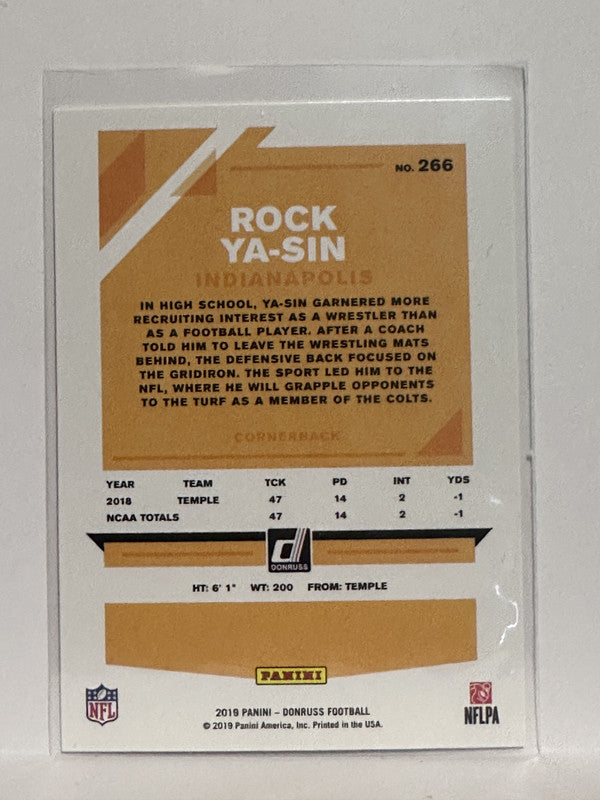 NO. 266
ROCK
YA-SIN
INDIANAPOLIS
IN HIGH SCHOOL, YA-SIN GARNERED MORE
RECRUITING INTEREST AS A WRESTLER THAN
AS A FOOTBALL PLAYER. AFTER A COACH
TOLD HIM TO LEAVE THE WRESTLING MATS
BEHIND, THE DEFENSIVE BACK FOCUSED ON
THE GRIDIRON. THE SPORT LED HIM TO THE
NFL, WHERE HE WILL GRAPPLE OPPONENTS
TO THE TURF AS A MEMBER OF THE COLTS.
CORNERBACK
YEAR TEAM TCK PD INT YDS
2018 TEMPLE 47 14 2 -1
NCAA TOTALS 47 14 2 -1
d
DONRUSS
HT: 6' 1" WT: 200 FROM: TEMPLE
PANINI
NFL
2019 PANINI – DONRUSS FOOTBALL
© 2019 Panini America, Inc. Printed in the USA.
NFLPA